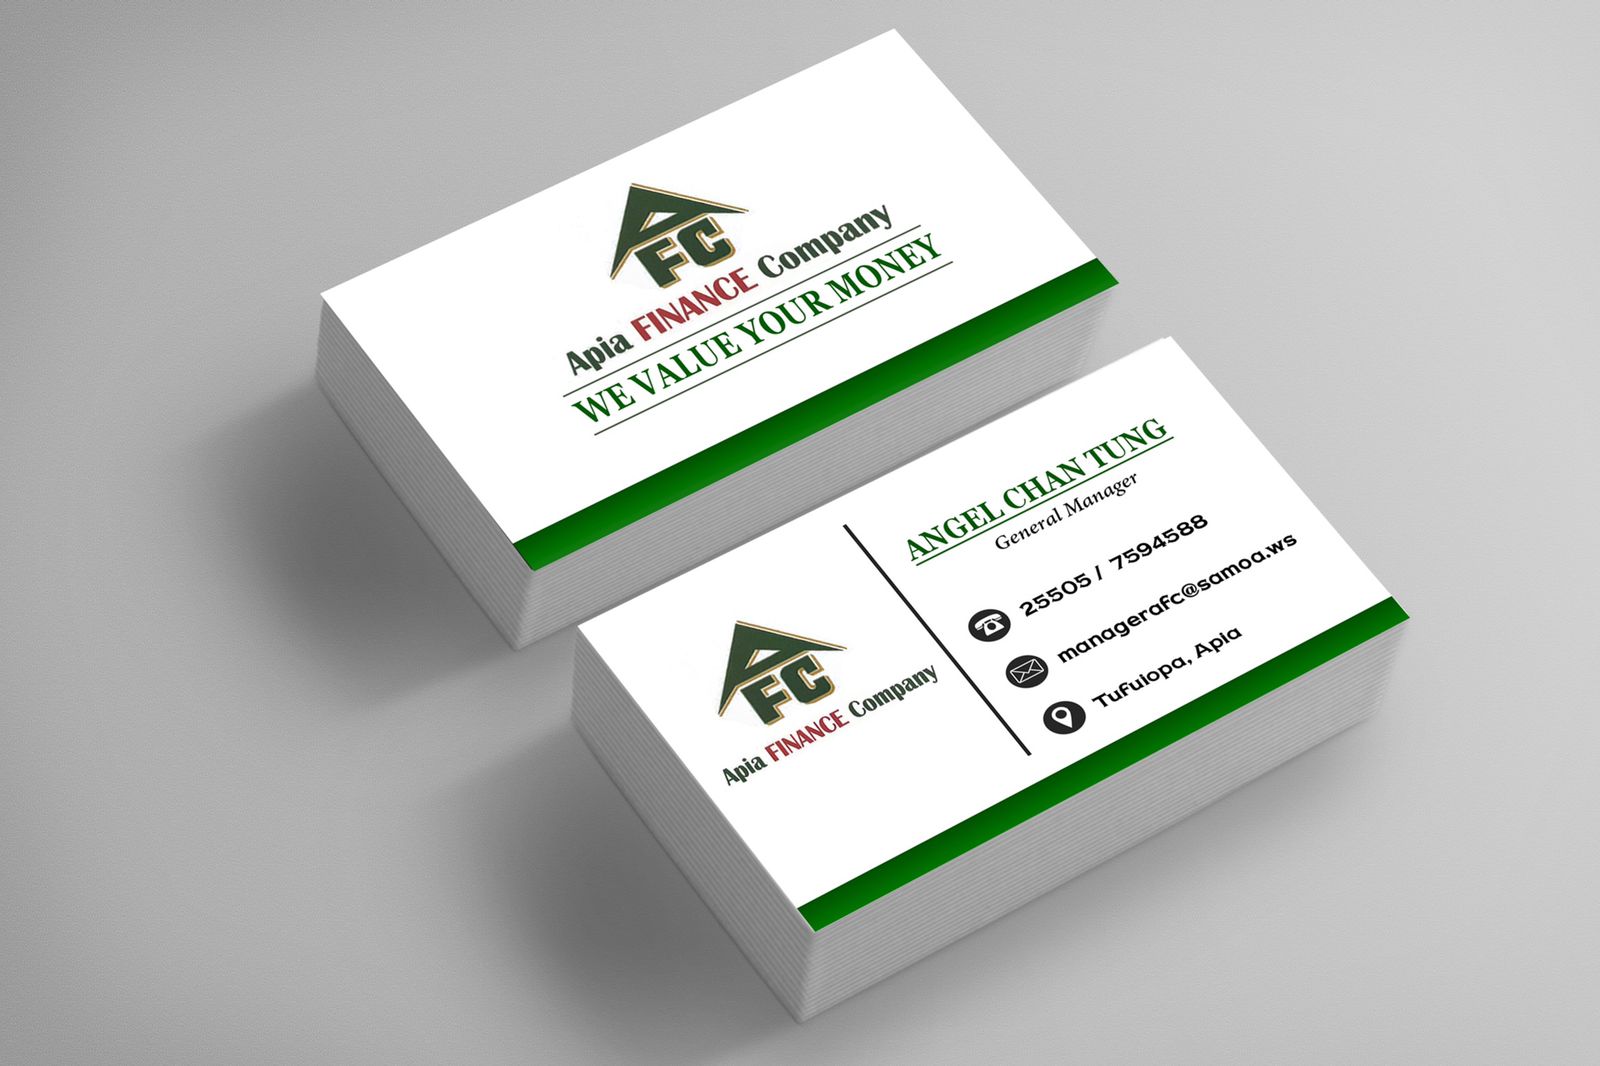 AFC
Apia FINANCE Company
WE VALUE YOUR MONEY
ANGEL CHAN TUNG
General Manager
25505 / 7594588
managerafc@samoa.ws
Tufuiopa, Apia
AFC
Apia FINANCE Company